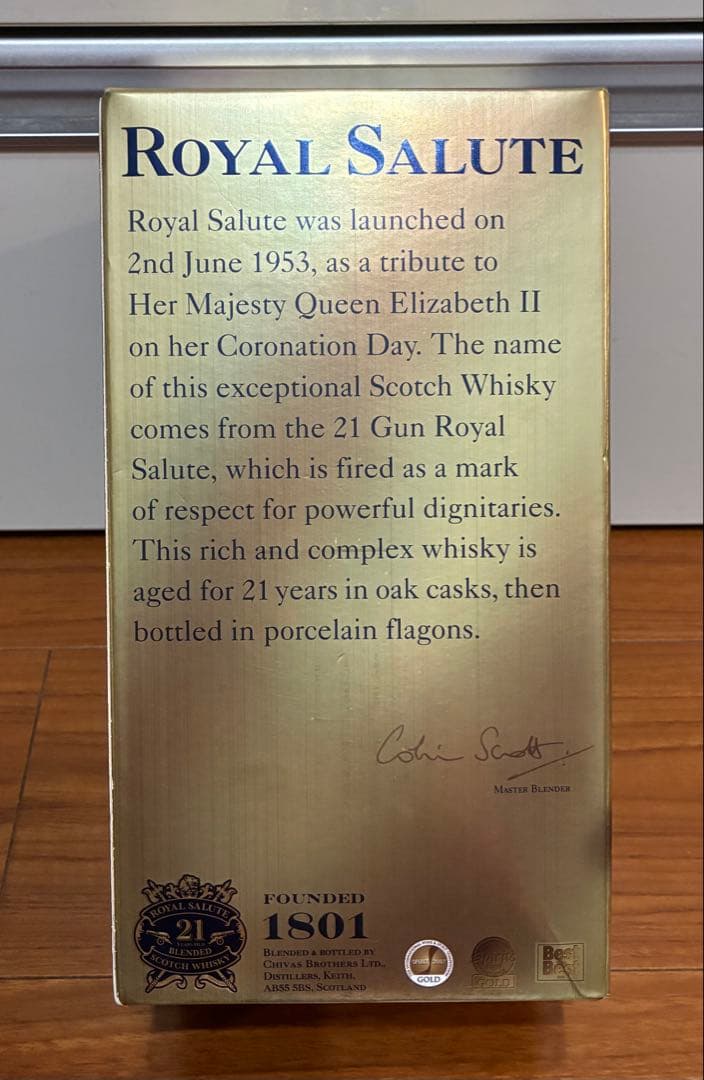 ROYAL SALUTE
Royal Salute was launched on
2nd June 1953, as a tribute to
Her Majesty Queen Elizabeth II
on her Coronation Day. The name
of this exceptional Scotch Whisky
comes from the 21 Gun Royal
Salute, which is fired as a mark
of respect for powerful dignitaries.
This rich and complex whisky is
aged for 21 years in oak casks, then
bottled in porcelain flagons.
Colin Scott
MASTER BLENDER
ROYAL SALUTE
21
YEARS OLD
BLENDED
SCOTCH WHISKY
FOUNDED
1801
BLENDED & BOTTLED BY
CHIVAS BROTHERS LTD.,
DISTILLERS, KEITH,
AB55 5BS, SCOTLAND
GOLD
GOLD
Best
Best